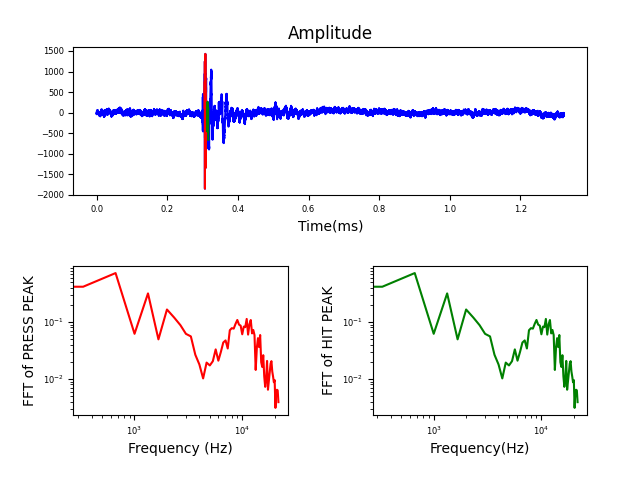 Amplitude
1500
1000
500
0
−500
−1000
−1500
−2000
0.0 0.2 0.4 0.6 0.8 1.0 1.2
Time(ms)
FFT of PRESS PEAK
10⁻¹
10⁻²
10³ 10⁴
Frequency (Hz)
FFT of HIT PEAK
10⁻¹
10⁻²
10³ 10⁴
Frequency(Hz)